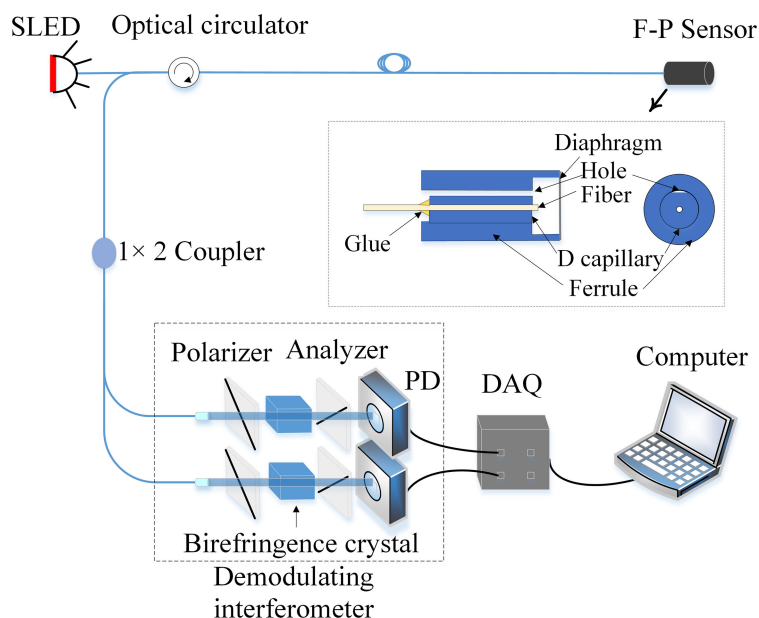 SLED
Optical circulator
F-P Sensor
Diaphragm
Hole
Fiber
Glue
D capillary
Ferrule
1× 2 Coupler
Polarizer
Analyzer
PD
DAQ
Computer
Birefringence crystal
Demodulating
interferometer